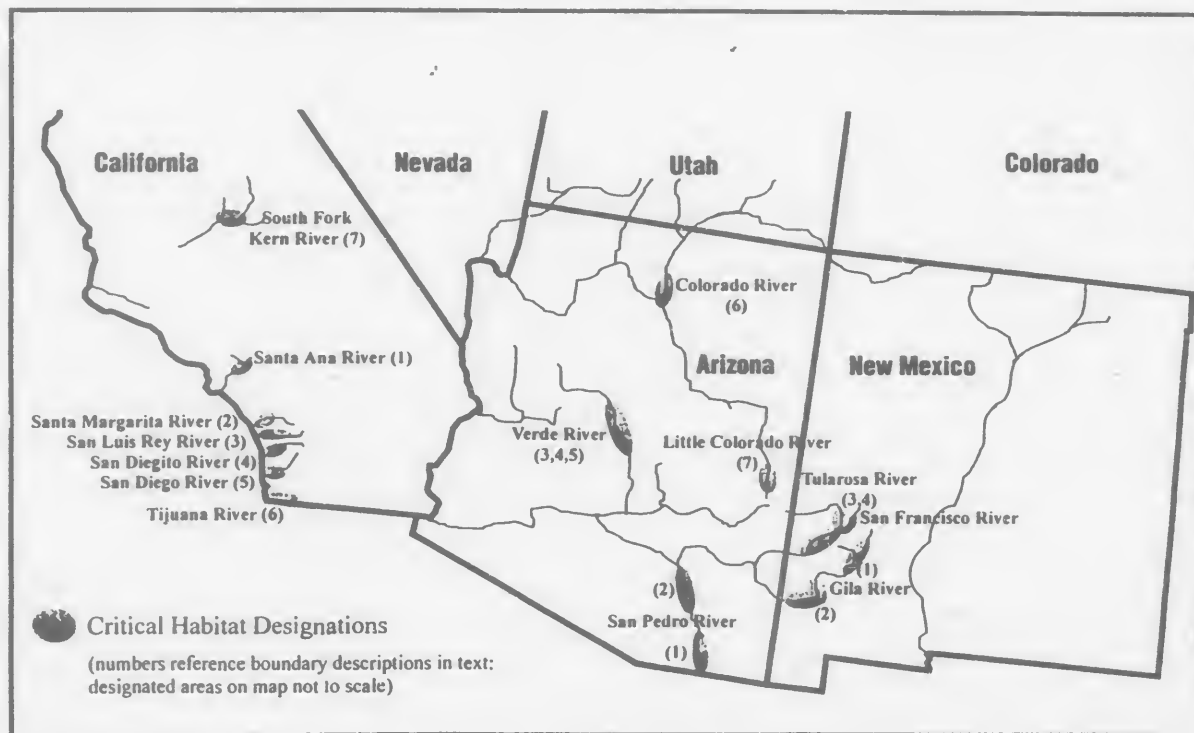 California
Nevada
Utah
Colorado
South Fork
Kern River (7)
Colorado River
(6)
Santa Ana River (1)
Arizona
New Mexico
Santa Margarita River (2)
San Luis Rey River (3)
San Diegito River (4)
San Diego River (5)
Tijuana River (6)
Verde River
(3,4,5)
Little Colorado River
(7)
Tularosa River
(3,4)
San Francisco River
(1)
Gila River
(2)
(2)
San Pedro River
(1)
Critical Habitat Designations
(numbers reference boundary descriptions in text:
designated areas on map not to scale)